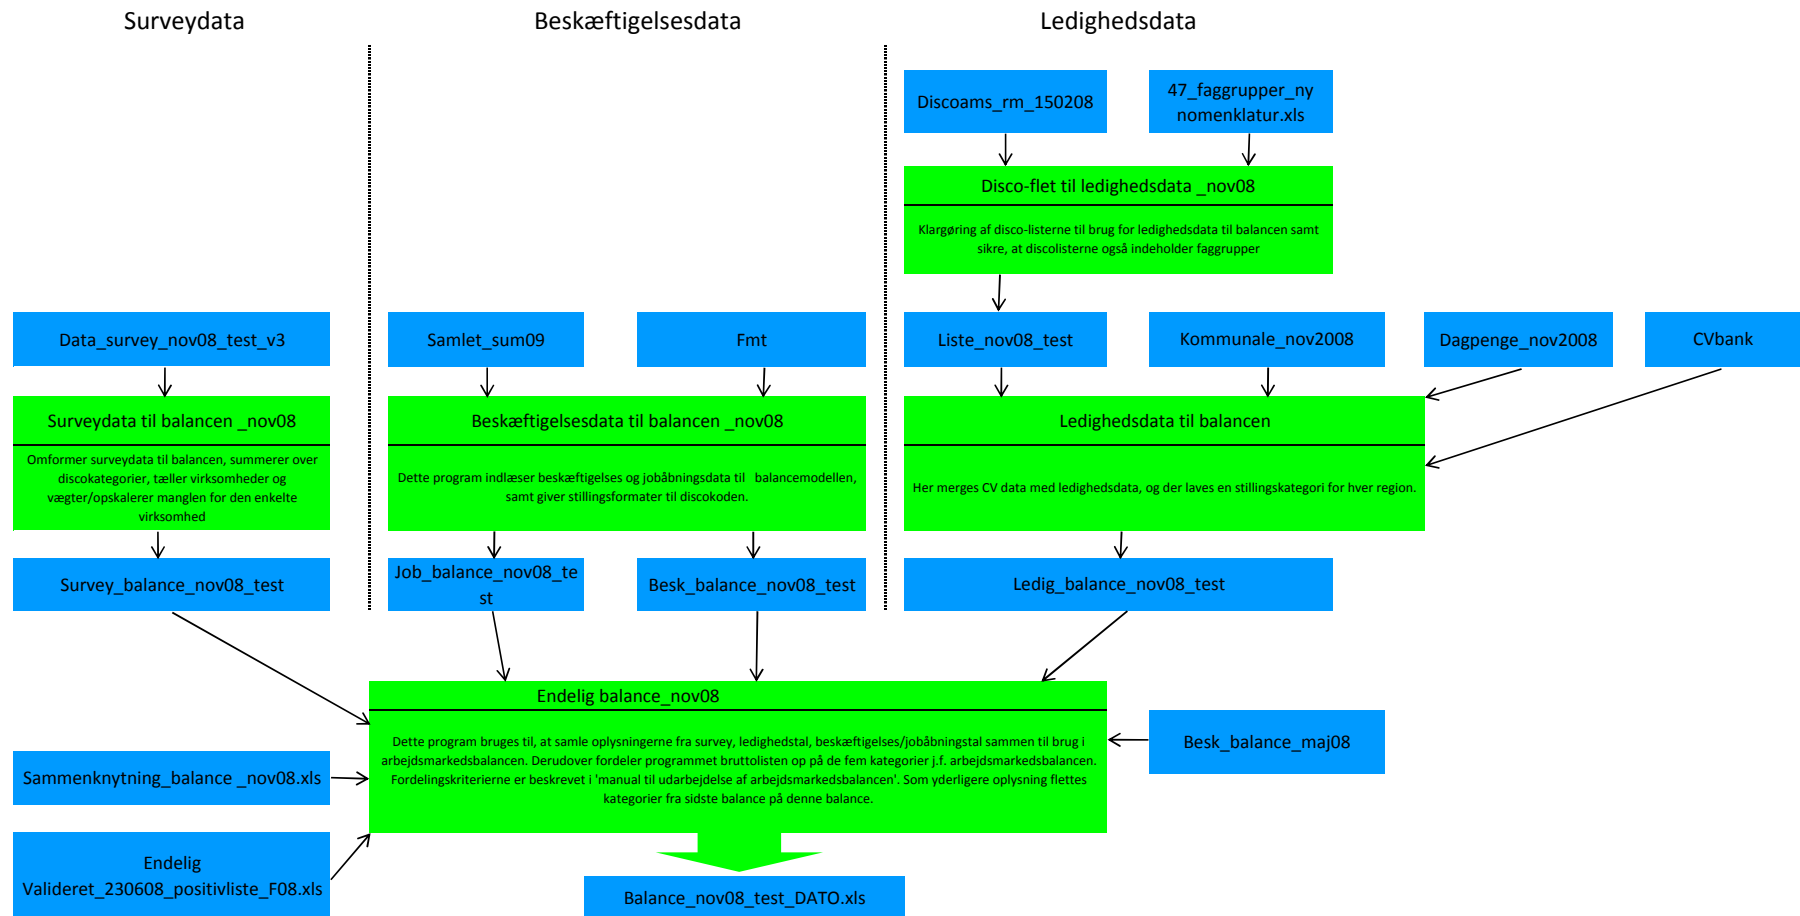 Surveydata
Beskæftigelsesdata
Ledighedsdata
Discoams_rm_150208
47_faggrupper_ny
nomenklatur.xls
Disco-flet til ledighedsdata _nov08
Klargøring af disco-listerne til brug for ledighedsdata til balancen samt
sikre, at discolisterne også indeholder faggrupper
Data_survey_nov08_test_v3
Samlet_sum09
Fmt
Liste_nov08_test
Kommunale_nov2008
Dagpenge_nov2008
CVbank
Surveydata til balancen _nov08
Omformer surveydata til balancen, summerer over
discokategorier, tæller virksomheder og
vægter/opskalerer manglen for den enkelte
virksomhed
Beskæftigelsesdata til balancen _nov08
Dette program indlæser beskæftigelses og jobåbningsdata til balancemodellen,
samt giver stillingsformater til discokoden.
Ledighedsdata til balancen
Her merges CV data med ledighedsdata, og der laves en stillingskategori for hver region.
Survey_balance_nov08_test
Job_balance_nov08_te
st
Besk_balance_nov08_test
Ledig_balance_nov08_test
Endelig balance_nov08
Dette program bruges til, at samle oplysningerne fra survey, ledighedstal, beskæftigelses/jobåbningstal sammen til brug i
arbejdsmarkedsbalancen. Derudover fordeler programmet bruttolisten op på de fem kategorier j.f. arbejdsmarkedsbalancen.
Fordelingskriterierne er beskrevet i 'manual til udarbejdelse af arbejdsmarkedsbalancen'. Som yderligere oplysning flettes
kategorier fra sidste balance på denne balance.
Besk_balance_maj08
Sammenknytning_balance _nov08.xls
Endelig
Valideret_230608_positivliste_F08.xls
Balance_nov08_test_DATO.xls